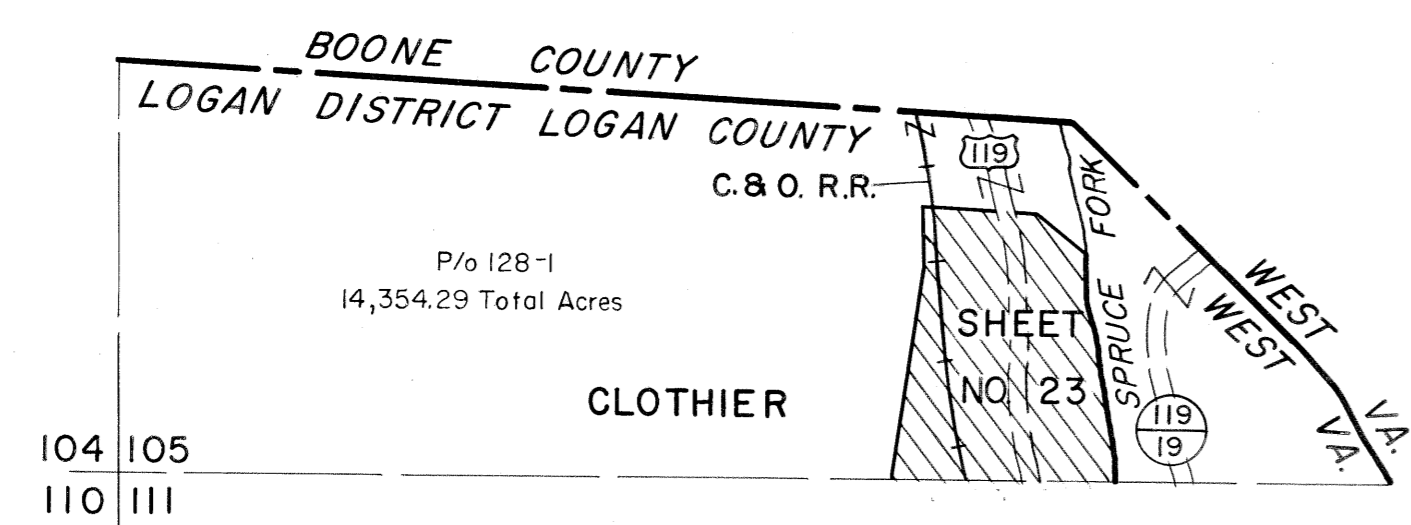 BOONE COUNTY
LOGAN DISTRICT LOGAN COUNTY
119
C. & O. R.R.
P/o 128-1
14,354.29 Total Acres
SHEET
NO. 23
CLOTHIER
SPRUCE FORK
WEST VA.
WEST VA.
119
19
104 105
110 111